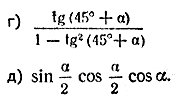 г) tg (45° + α) / 1 − tg² (45° + α)
д) sin α/2 cos α/2 cos α.